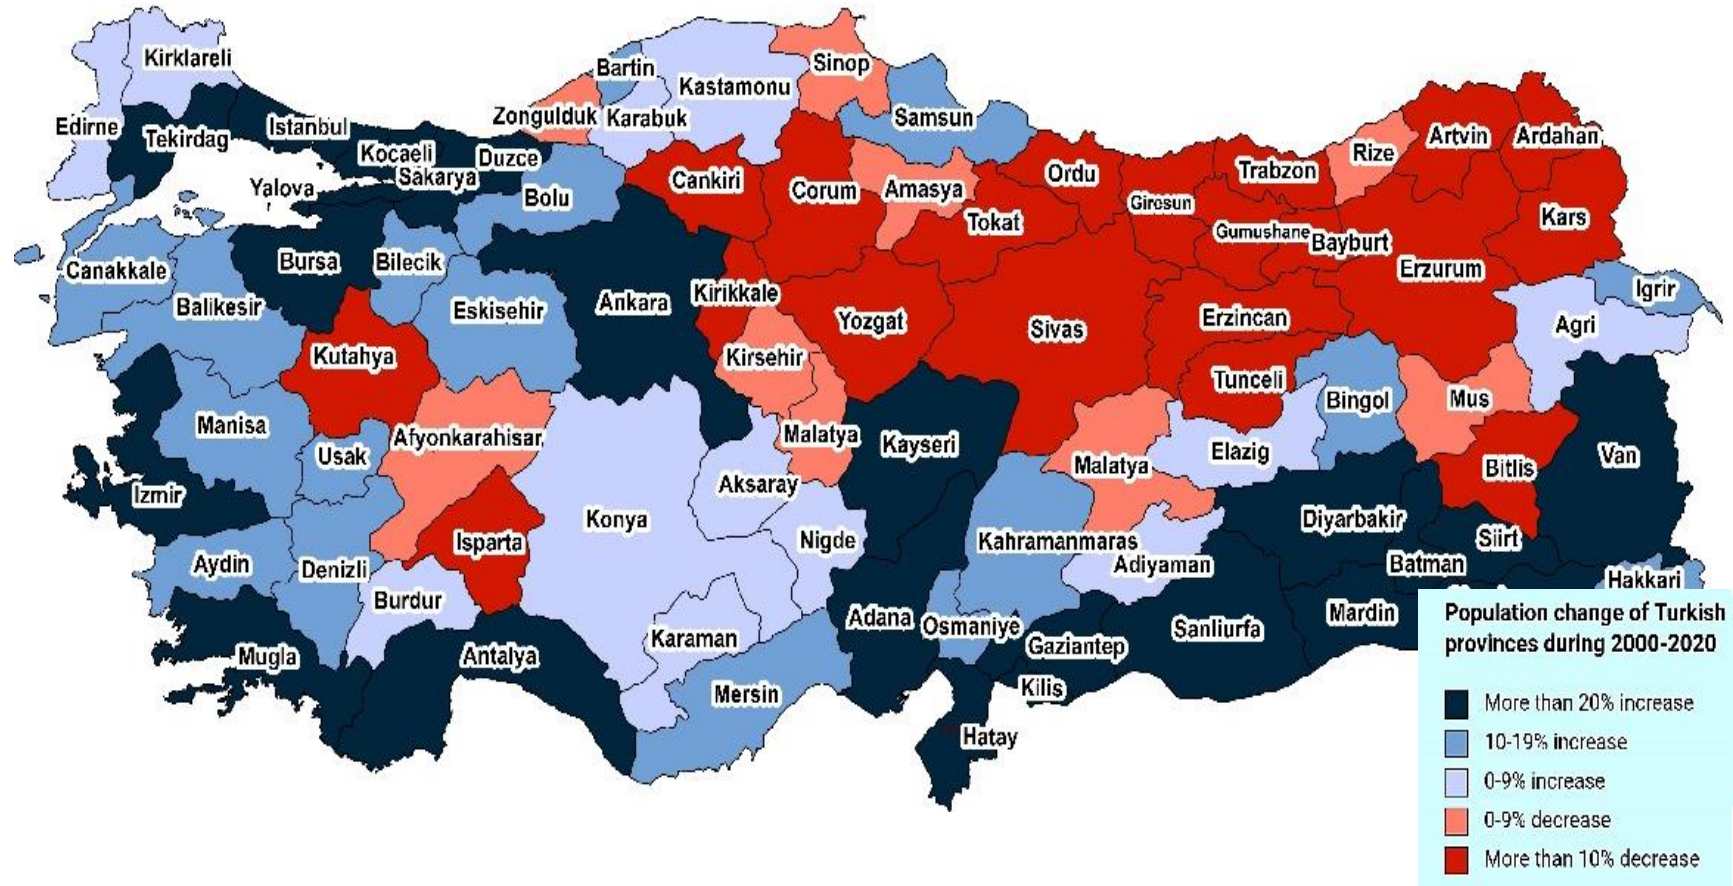 Kirklareli
Edirne
Tekirdag
Istanbul
Kocaeli
Sakarya
Duzce
Yalova
Zongulduk
Bartin
Karabuk
Kastamonu
Sinop
Samsun
Bolu
Cankiri
Corum
Amasya
Tokat
Ordu
Giresun
Trabzon
Rize
Artvin
Ardahan
Kars
Gumushane
Bayburt
Erzurum
Igrir
Agri
Canakkale
Balikesir
Bursa
Bilecik
Eskisehir
Ankara
Kirikkale
Yozgat
Sivas
Erzincan
Kutahya
Kirsehir
Tunceli
Bingol
Mus
Manisa
Usak
Afyonkarahisar
Malatya
Kayseri
Malatya
Elazig
Bitlis
Van
Izmir
Aksaray
Konya
Isparta
Nigde
Kahramanmaras
Adiyaman
Diyarbakir
Siirt
Batman
Hakkari
Aydin
Denizli
Burdur
Karaman
Adana
Osmaniye
Gaziantep
Sanliurfa
Mardin
Mugla
Antalya
Mersin
Kilis
Hatay
Population change of Turkish
provinces during 2000-2020
More than 20% increase
10-19% increase
0-9% increase
0-9% decrease
More than 10% decrease